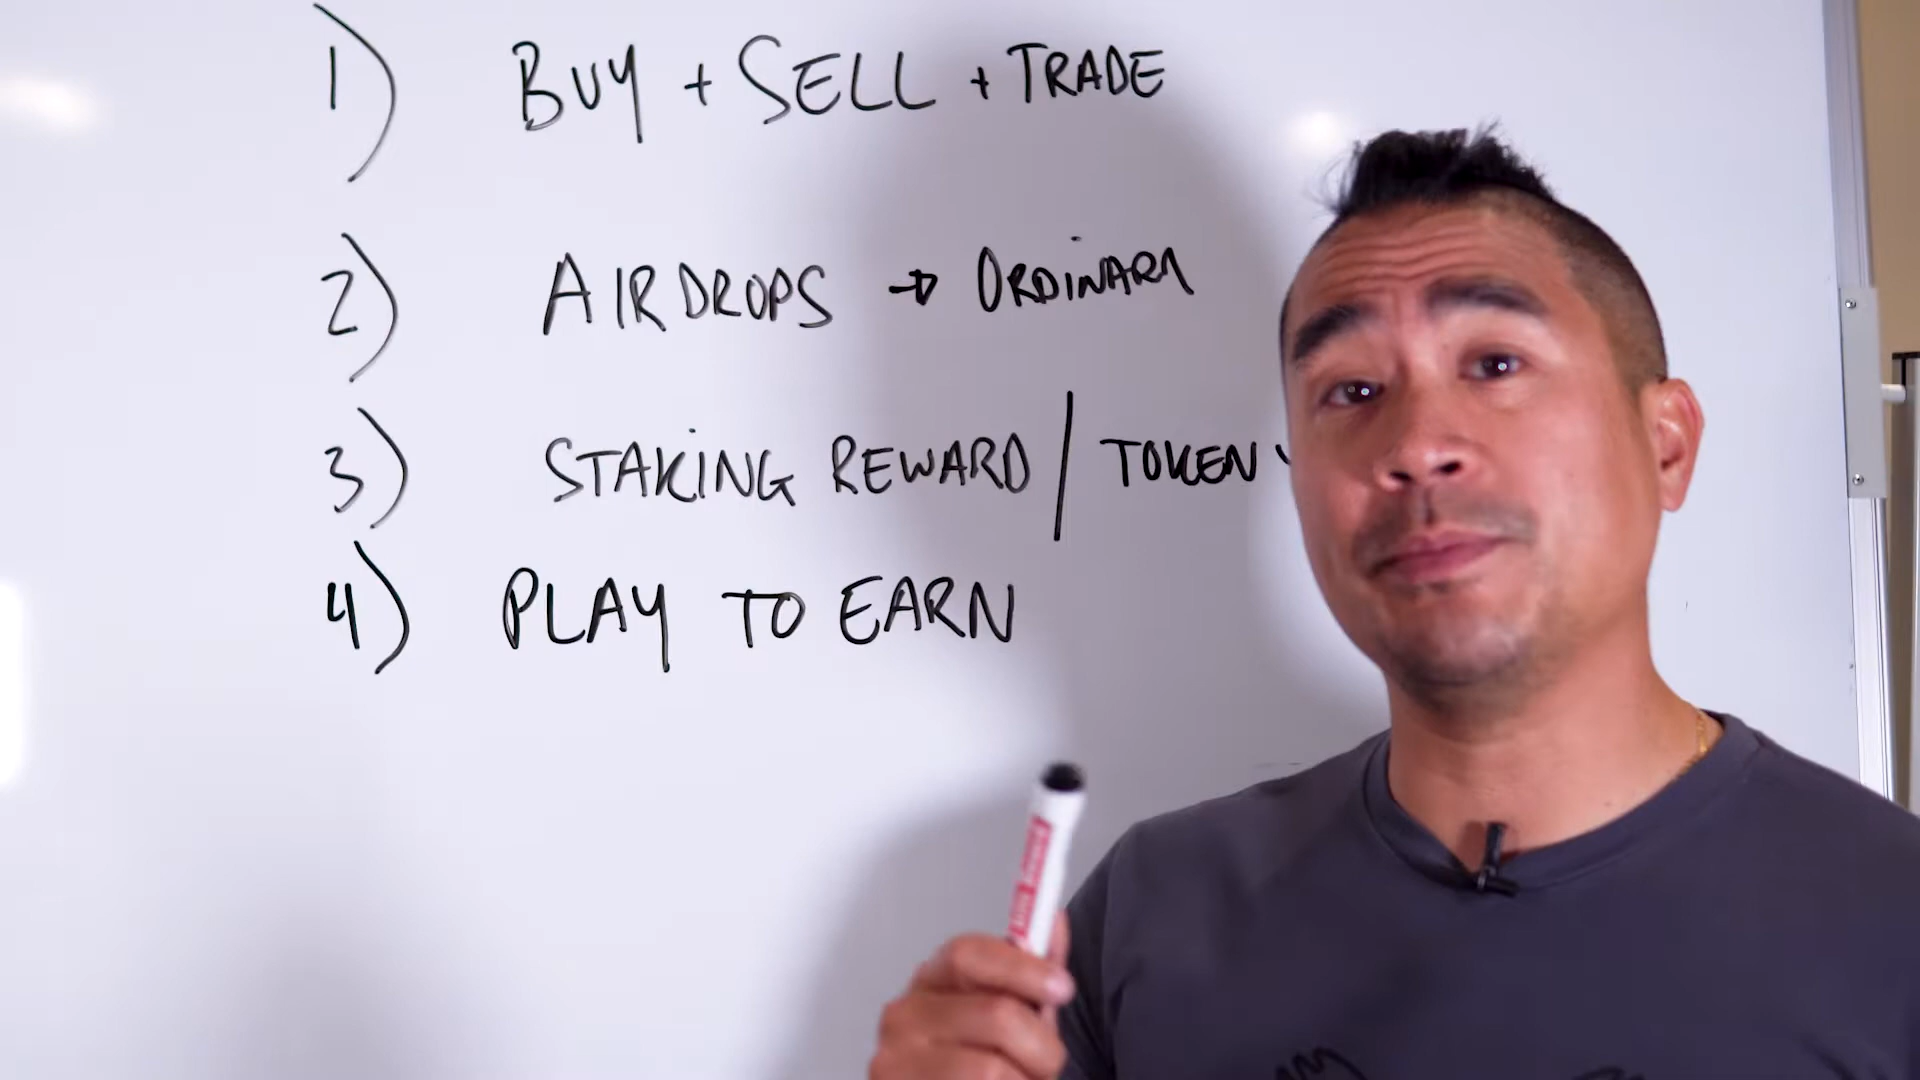 1) BUY + SELL + TRADE
2) AIRDROPS → ORDINARY
3) STAKING REWARD / TOKEN
4) PLAY TO EARN